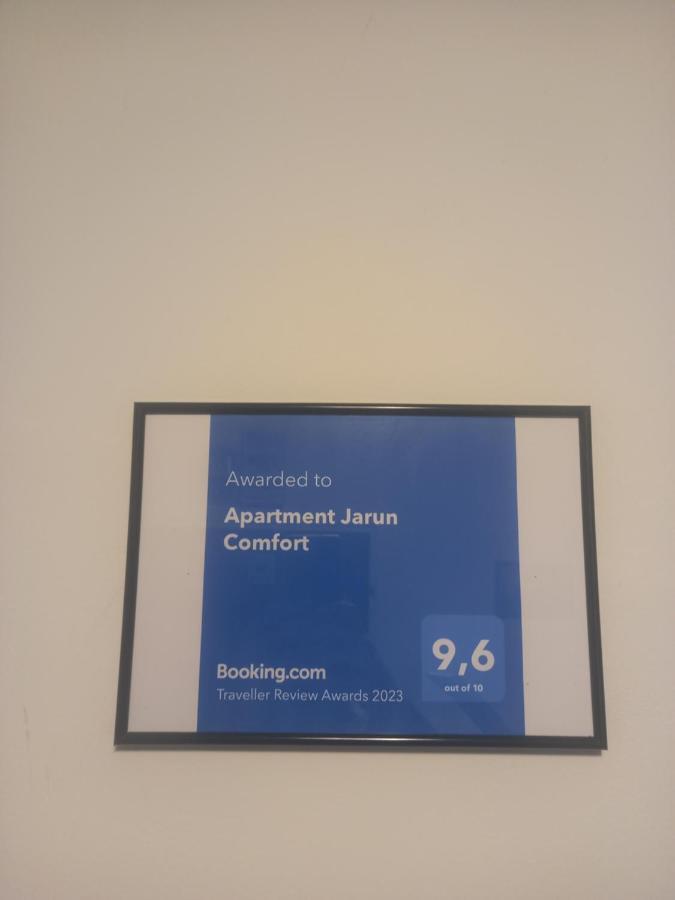 Awarded to
Apartment Jarun
Comfort
9,6
out of 10
Booking.com
Traveller Review Awards 2023